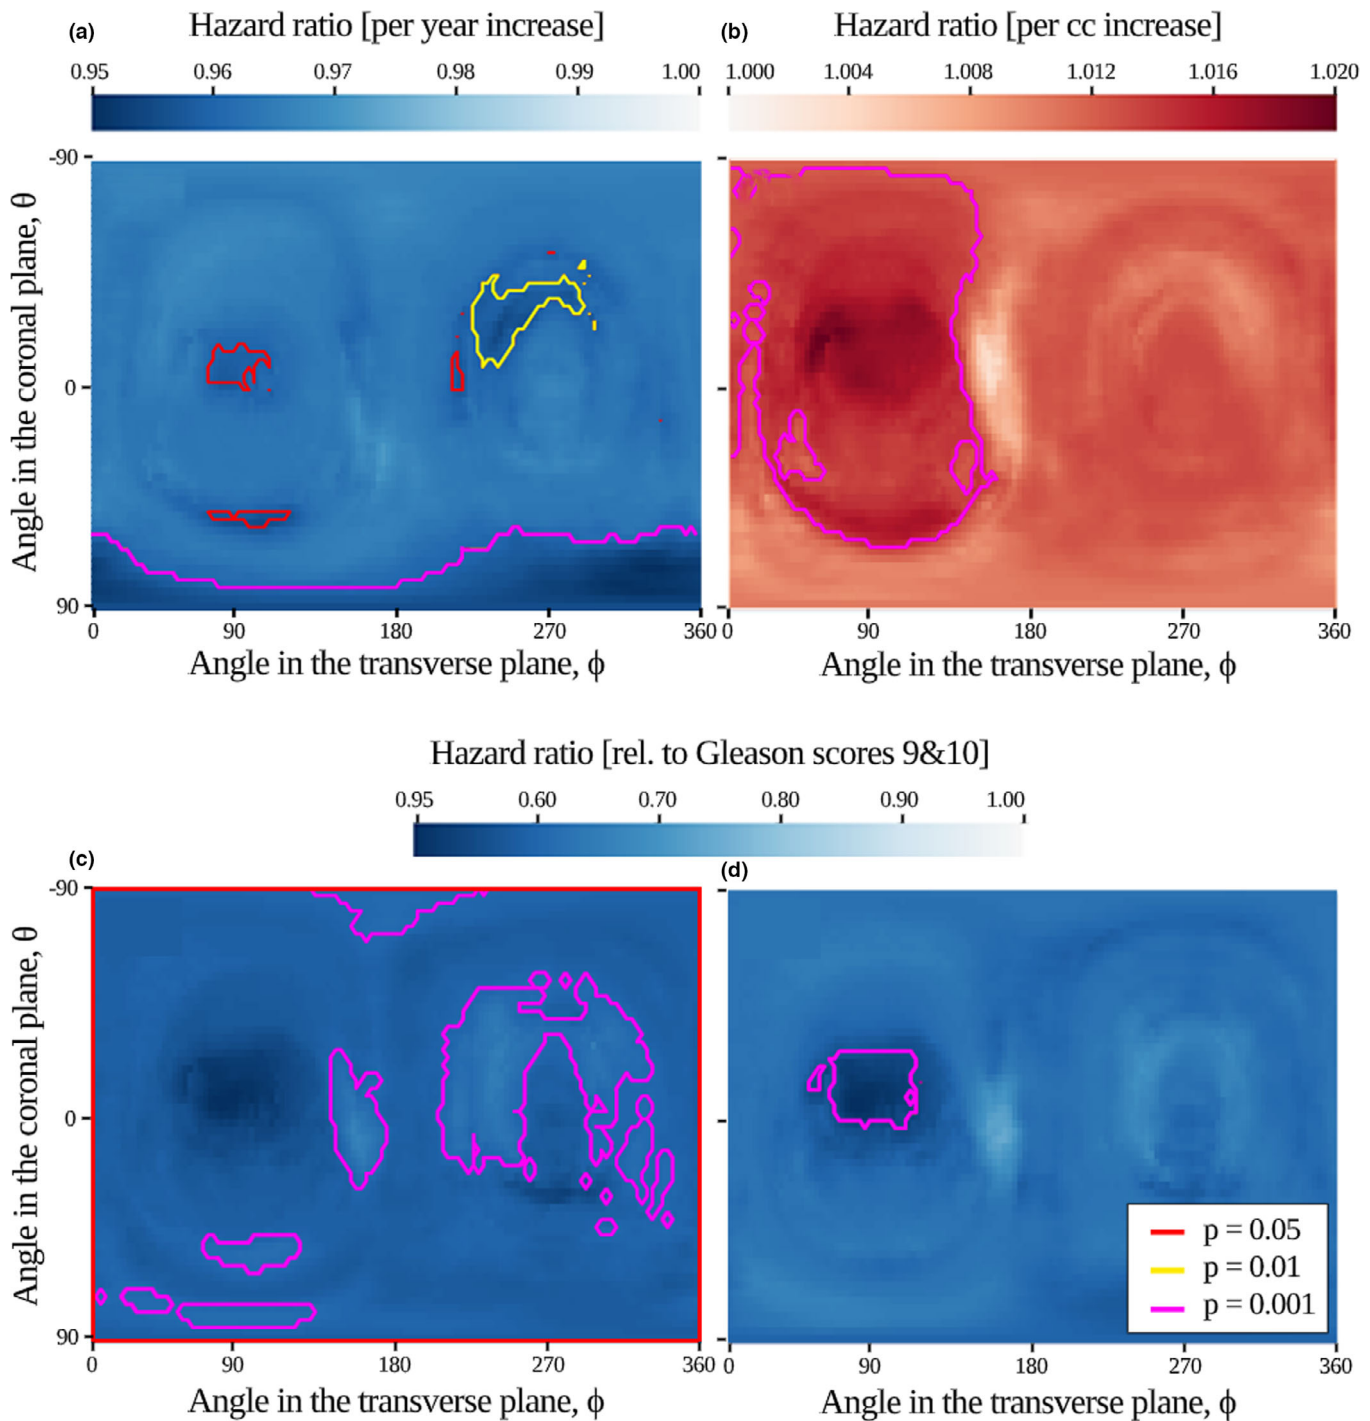 (a) Hazard ratio [per year increase]
0.95 0.96 0.97 0.98 0.99 1.00
(b) Hazard ratio [per cc increase]
1.000 1.004 1.008 1.012 1.016 1.020
Angle in the coronal plane, θ
-90
0
90
0 90 180 270 360
Angle in the transverse plane, ϕ
0 90 180 270 360
Angle in the transverse plane, ϕ
Hazard ratio [rel. to Gleason scores 9&10]
0.95 0.60 0.70 0.80 0.90 1.00
(c)
(d)
Angle in the coronal plane, θ
-90
0
90
0 90 180 270 360
Angle in the transverse plane, ϕ
p = 0.05
p = 0.01
p = 0.001
0 90 180 270 360
Angle in the transverse plane, ϕ